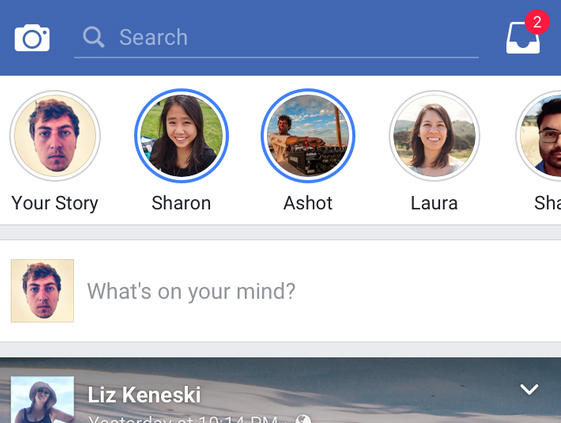 2
Search
Your Story Sharon Ashot Laura Sha
What's on your mind?
Liz Keneski
Yesterday at 10:14 PM